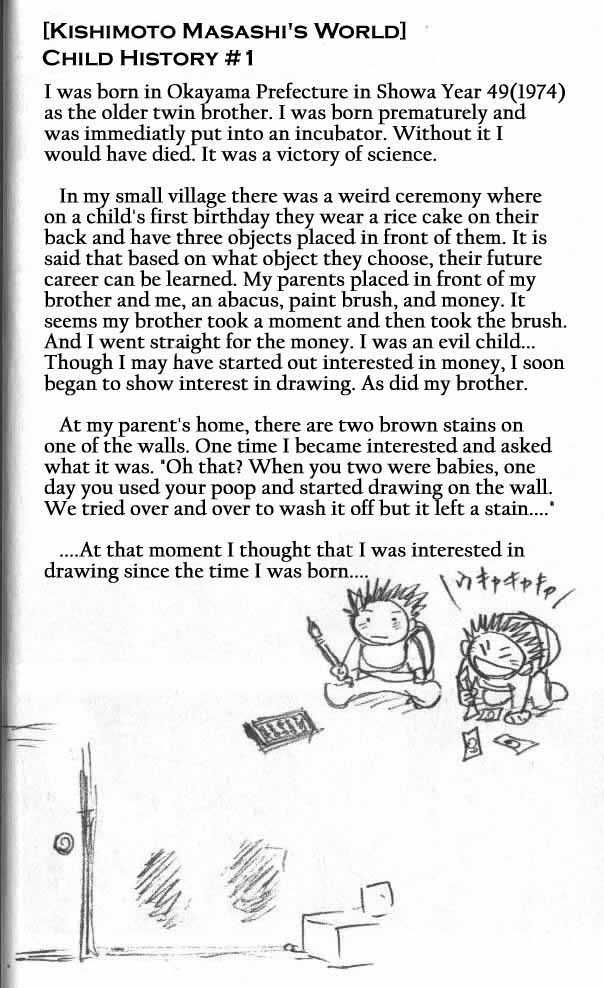 [Kishimoto Masashi's World]
Child History #1
I was born in Okayama Prefecture in Showa Year 49(1974)
as the older twin brother. I was born prematurely and
was immediatly put into an incubator. Without it I
would have died. It was a victory of science.
In my small village there was a weird ceremony where
on a child's first birthday they wear a rice cake on their
back and have three objects placed in front of them. It is
said that based on what object they choose, their future
career can be learned. My parents placed in front of my
brother and me, an abacus, paint brush, and money. It
seems my brother took a moment and then took the brush.
And I went straight for the money. I was an evil child...
Though I may have started out interested in money, I soon
began to show interest in drawing. As did my brother.
At my parent's home, there are two brown stains on
one of the walls. One time I became interested and asked
what it was. "Oh that? When you two were babies, one
day you used your poop and started drawing on the wall.
We tried over and over to wash it off but it left a stain...."
....At that moment I thought that I was interested in
drawing since the time I was born....
キャキャキャ